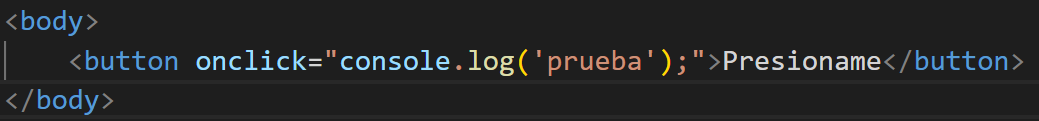 <body>
    <button onclick="console.log('prueba');">Presioname</button>
</body>